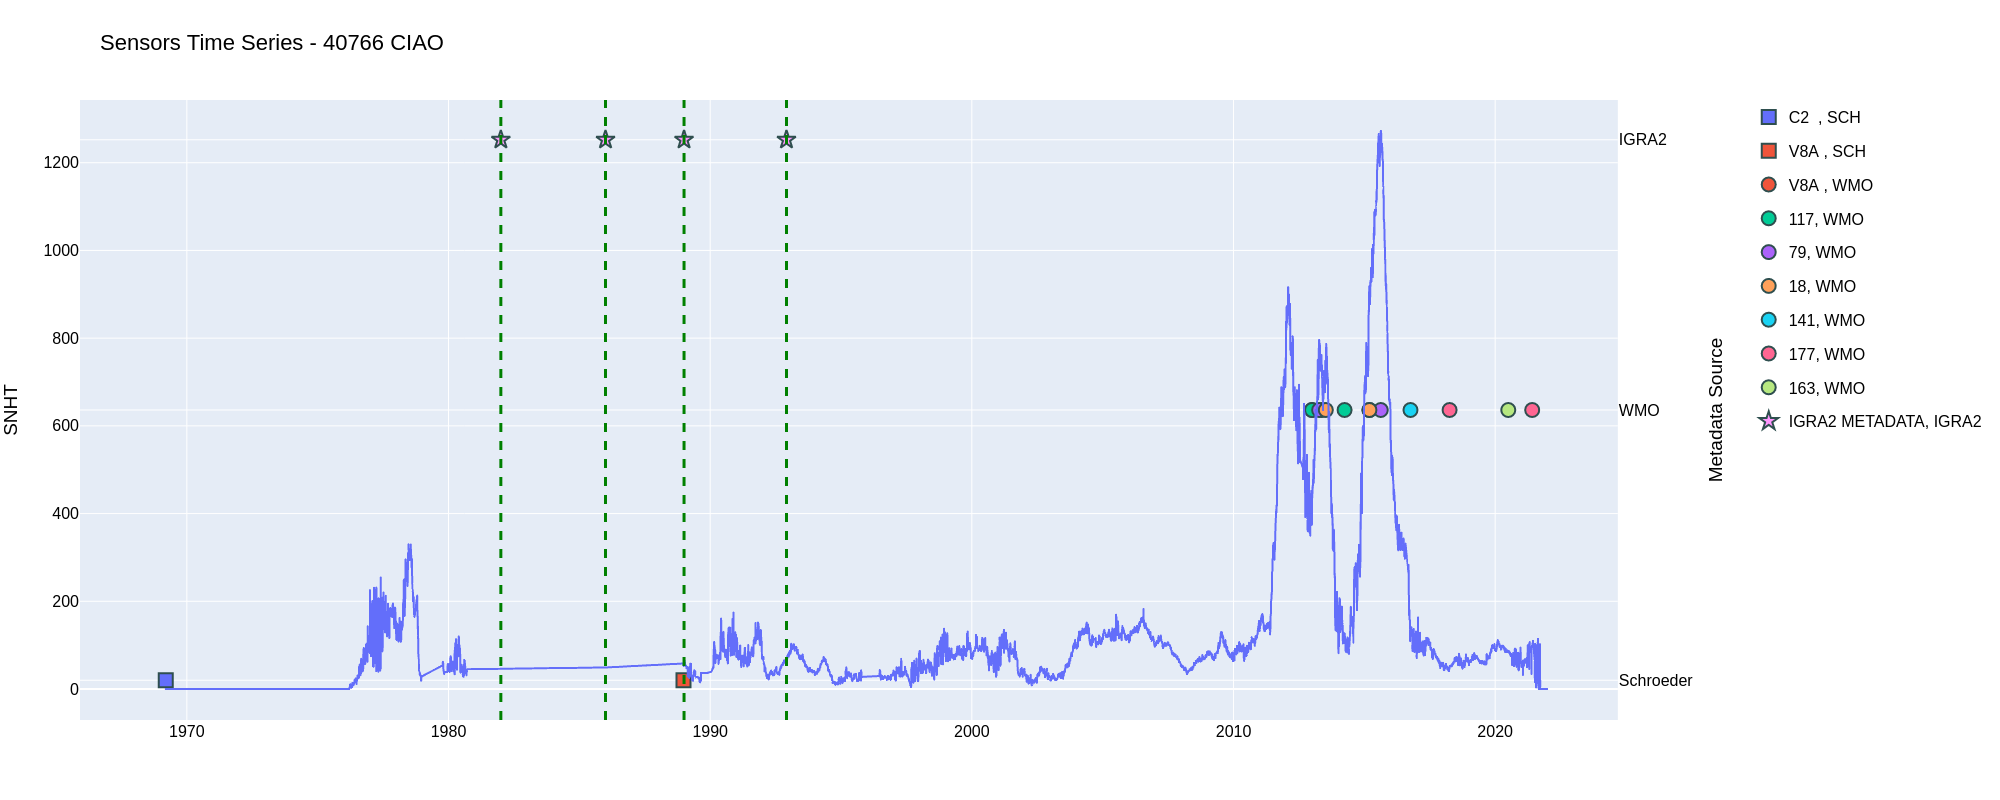 Sensors Time Series - 40766 CIAO
SNHT
1200
1000
800
600
400
200
0
1970
1980
1990
2000
2010
2020
IGRA2
WMO
Schroeder
Metadata Source
C2 , SCH
V8A , SCH
V8A , WMO
117, WMO
79, WMO
18, WMO
141, WMO
177, WMO
163, WMO
IGRA2 METADATA, IGRA2